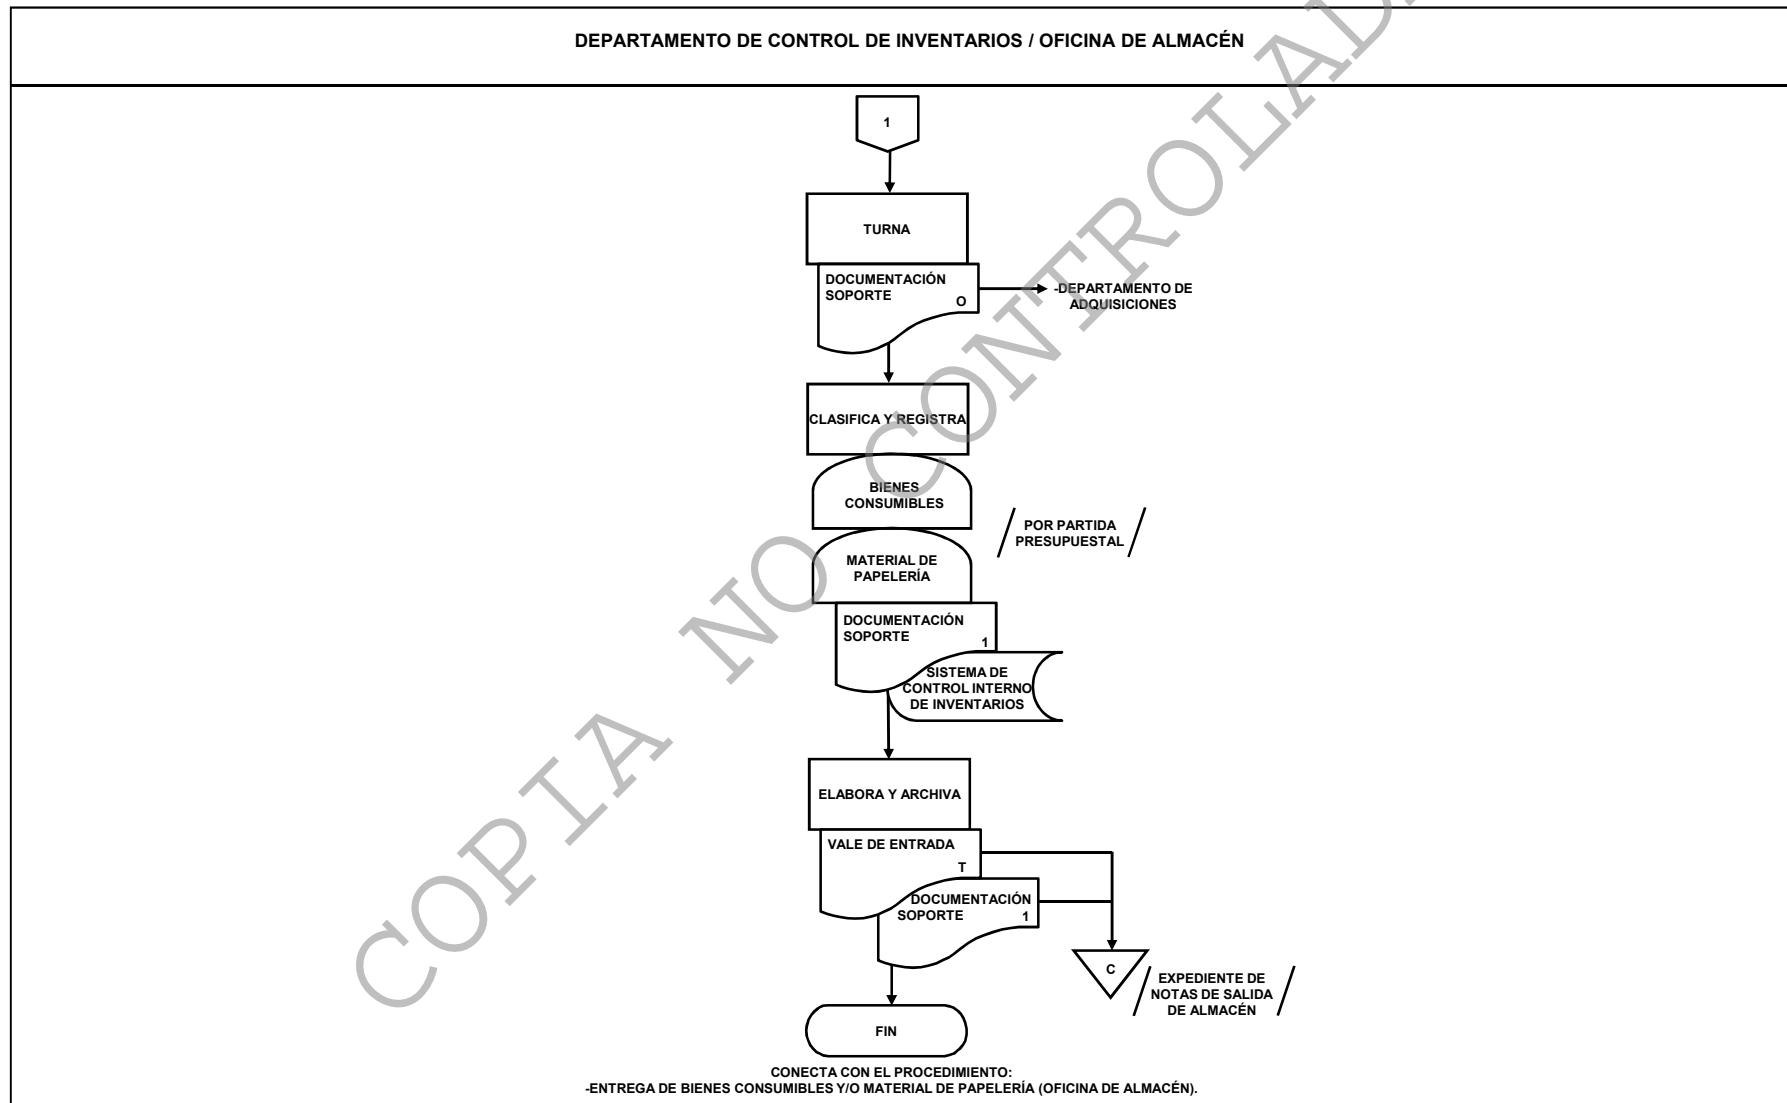 DEPARTAMENTO DE CONTROL DE INVENTARIOS / OFICINA DE ALMACÉN
1
TURNA
DOCUMENTACIÓN
SOPORTE
O
-DEPARTAMENTO DE
ADQUISICIONES
CLASIFICA Y REGISTRA
BIENES
CONSUMIBLES
POR PARTIDA
PRESUPUESTAL
MATERIAL DE
PAPELERÍA
DOCUMENTACIÓN
SOPORTE
1
SISTEMA DE
CONTROL INTERNO
DE INVENTARIOS
ELABORA Y ARCHIVA
VALE DE ENTRADA
T
DOCUMENTACIÓN
SOPORTE
1
C
EXPEDIENTE DE
NOTAS DE SALIDA
DE ALMACÉN
FIN
CONECTA CON EL PROCEDIMIENTO:
-ENTREGA DE BIENES CONSUMIBLES Y/O MATERIAL DE PAPELERÍA (OFICINA DE ALMACÉN).
COPIA NO CONTROLAD